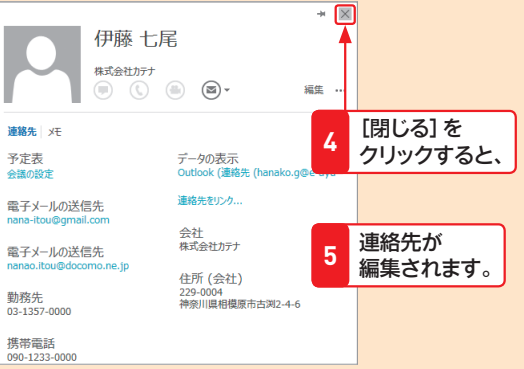 伊藤 七尾
株式会社カテナ
編集 …
連絡先 メモ
予定表
会議の設定
電子メールの送信先
nana-itou@gmail.com
電子メールの送信先
nanao.itou@docomo.ne.jp
勤務先
03-1357-0000
携帯電話
090-1233-0000
データの表示
Outlook (連絡先 (hanako.g@e-ayu
連絡先をリンク...
会社
株式会社カテナ
住所 (会社)
229-0004
神奈川県相模原市古渕2-4-6
4 [閉じる]を
クリックすると、
5 連絡先が
編集されます。